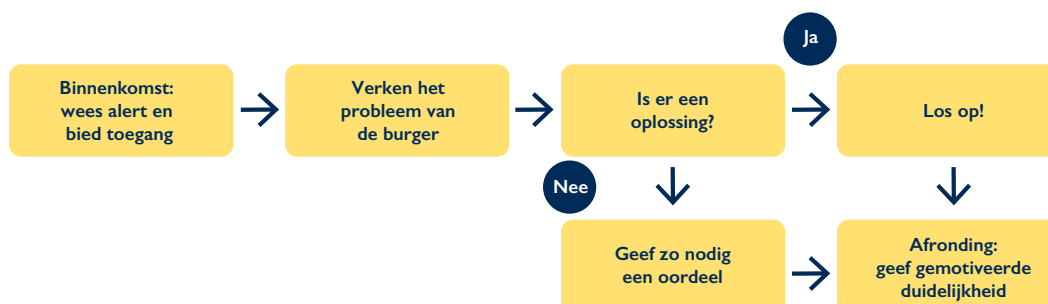 Binnenkomst:
wees alert en
bied toegang
Verken het
probleem van
de burger
Is er een
oplossing?
Ja
Los op!
Nee
Geef zo nodig
een oordeel
Afronding:
geef gemotiveerde
duidelijkheid